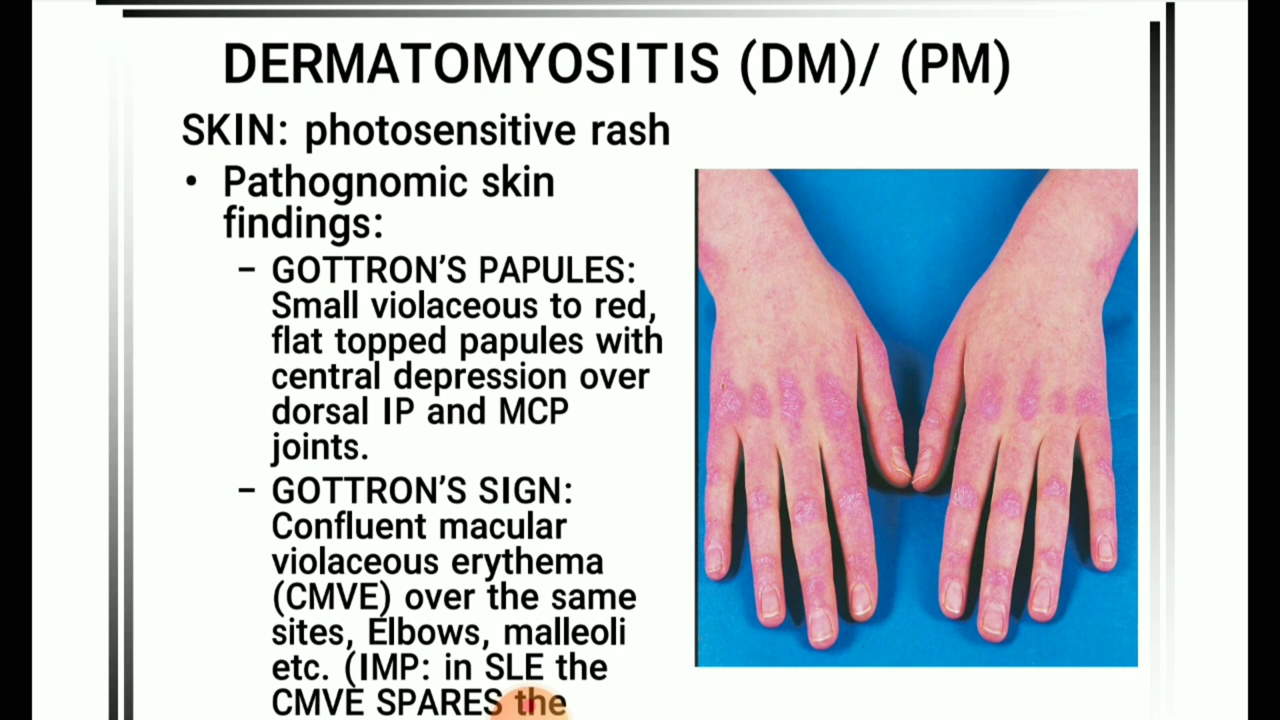 DERMATOMYOSITIS (DM)/ (PM)
SKIN: photosensitive rash
• Pathognomic skin
findings:
– GOTTRON'S PAPULES:
Small violaceous to red,
flat topped papules with
central depression over
dorsal IP and MCP
joints.
– GOTTRON'S SIGN:
Confluent macular
violaceous erythema
(CMVE) over the same
sites, Elbows, malleoli
etc. (IMP: in SLE the
CMVE SPARES the